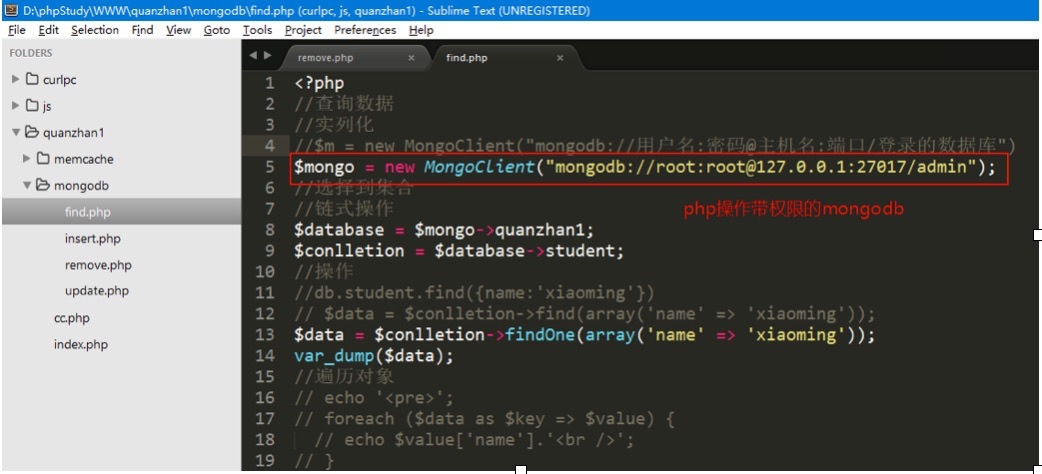 D:\phpStudy\WWW\quanzhan1\mongodb\find.php (curlpc, js, quanzhan1) - Sublime Text (UNREGISTERED)
File Edit Selection Find View Goto Tools Project Preferences Help
FOLDERS
curlpc
js
quanzhan1
memcache
mongodb
find.php
insert.php
remove.php
update.php
cc.php
index.php
remove.php × find.php ×
1 <?php
2 //查询数据
3 //实列化
4 //$m = new MongoClient("mongodb://用户名:密码@主机名:端口/登录的数据库")
5 $mongo = new MongoClient("mongodb://root:root@127.0.0.1:27017/admin");
6 //选择到集合
7 //链式操作
php操作带权限的mongodb
8 $database = $mongo->quanzhan1;
9 $conlletion = $database->student;
10 //操作
11 //db.student.find({name:'xiaoming'})
12 // $data = $conlletion->find(array('name' => 'xiaoming'));
13 $data = $conlletion->findOne(array('name' => 'xiaoming'));
14 var_dump($data);
15 //遍历对象
16 // echo '<pre>';
17 // foreach ($data as $key => $value) {
18 // echo $value['name'].'<br />';
19 // }